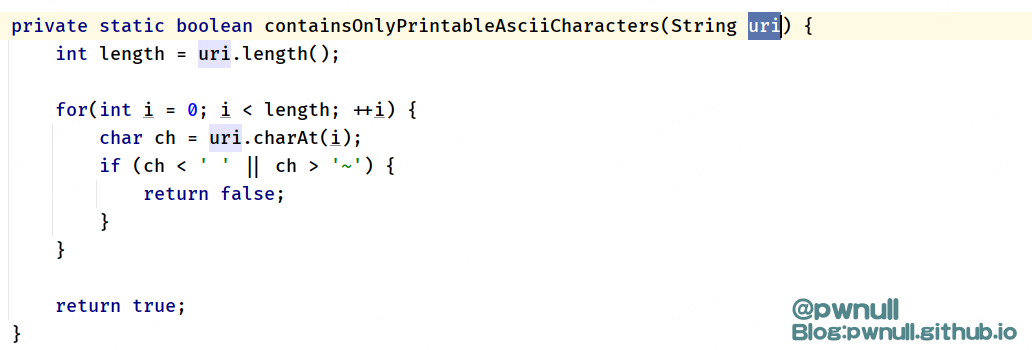 private static boolean containsOnlyPrintableAsciiCharacters(String uri) {
    int length = uri.length();

    for(int i = 0; i < length; ++i) {
        char ch = uri.charAt(i);
        if (ch < ' ' || ch > '~') {
            return false;
        }
    }

    return true;
}
@pwnull
Blog:pwnull.github.io